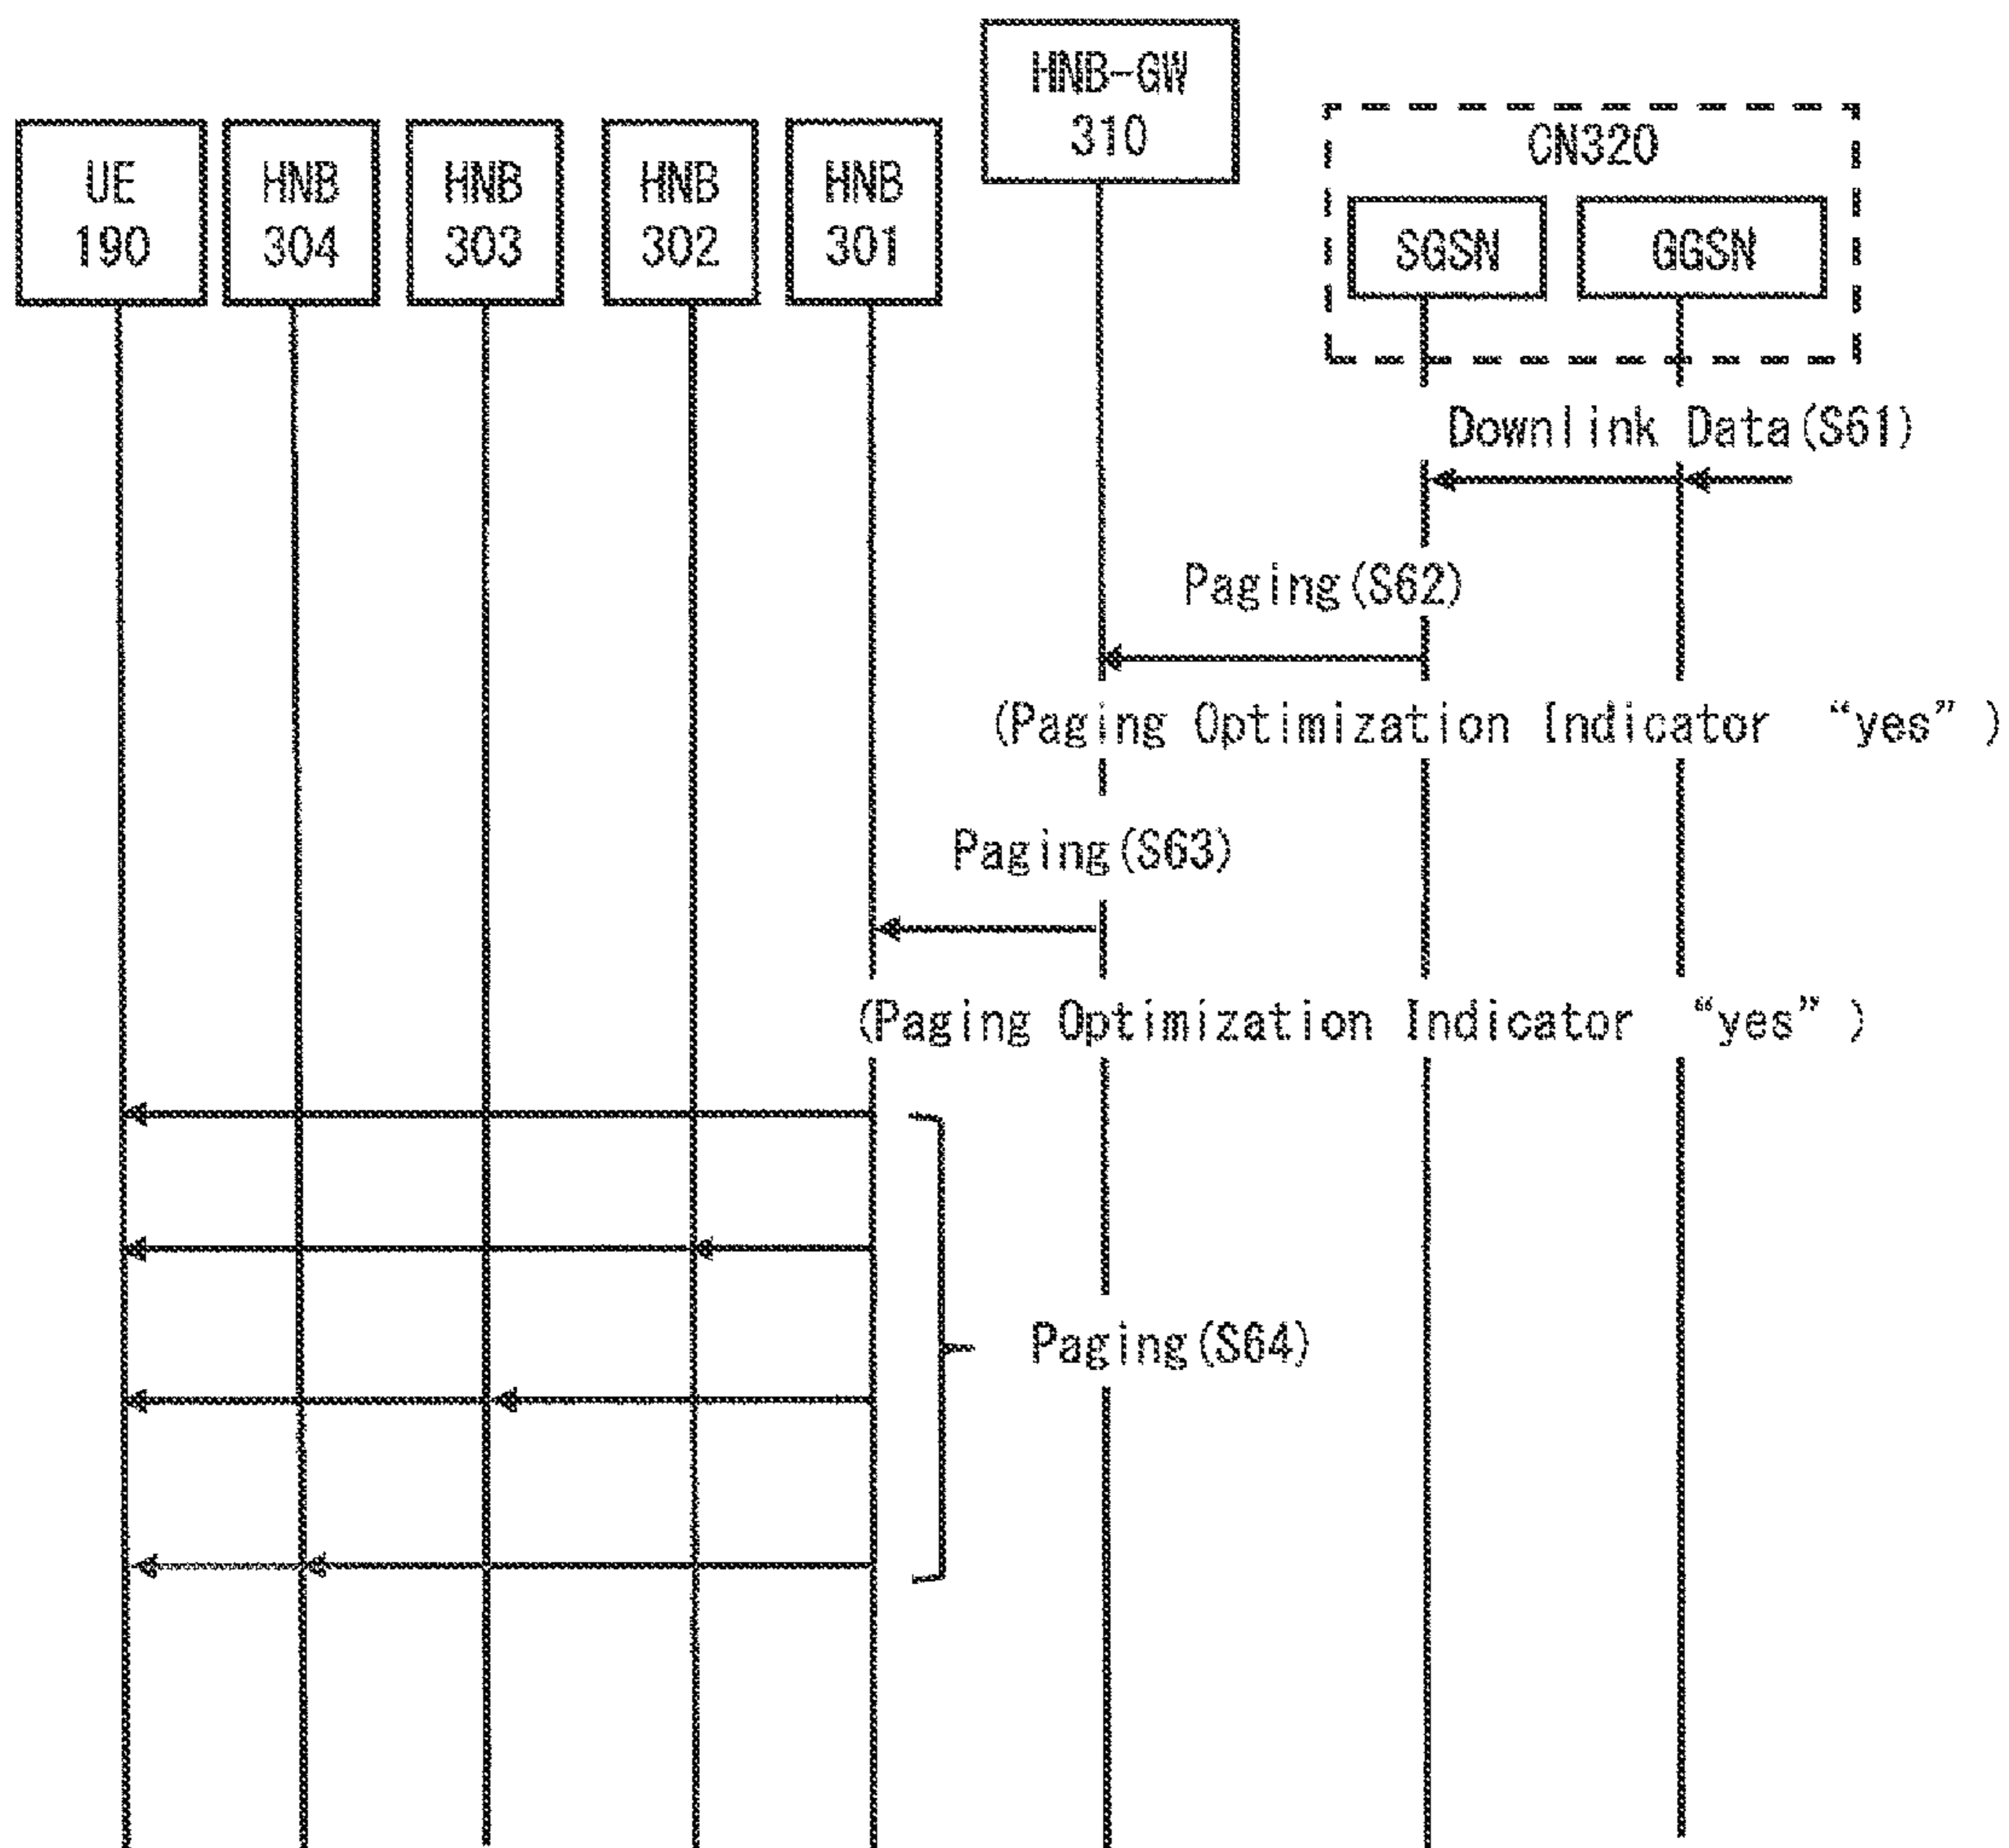 HNB-GW
310
CN320
UE
190
HNB
304
HNB
303
HNB
302
HNB
301
SGSN
GGSN
Downlink Data(S61)
Paging(S62)
(Paging Optimization Indicator “yes” )
Paging(S63)
(Paging Optimization Indicator “yes” )
Paging(S64)